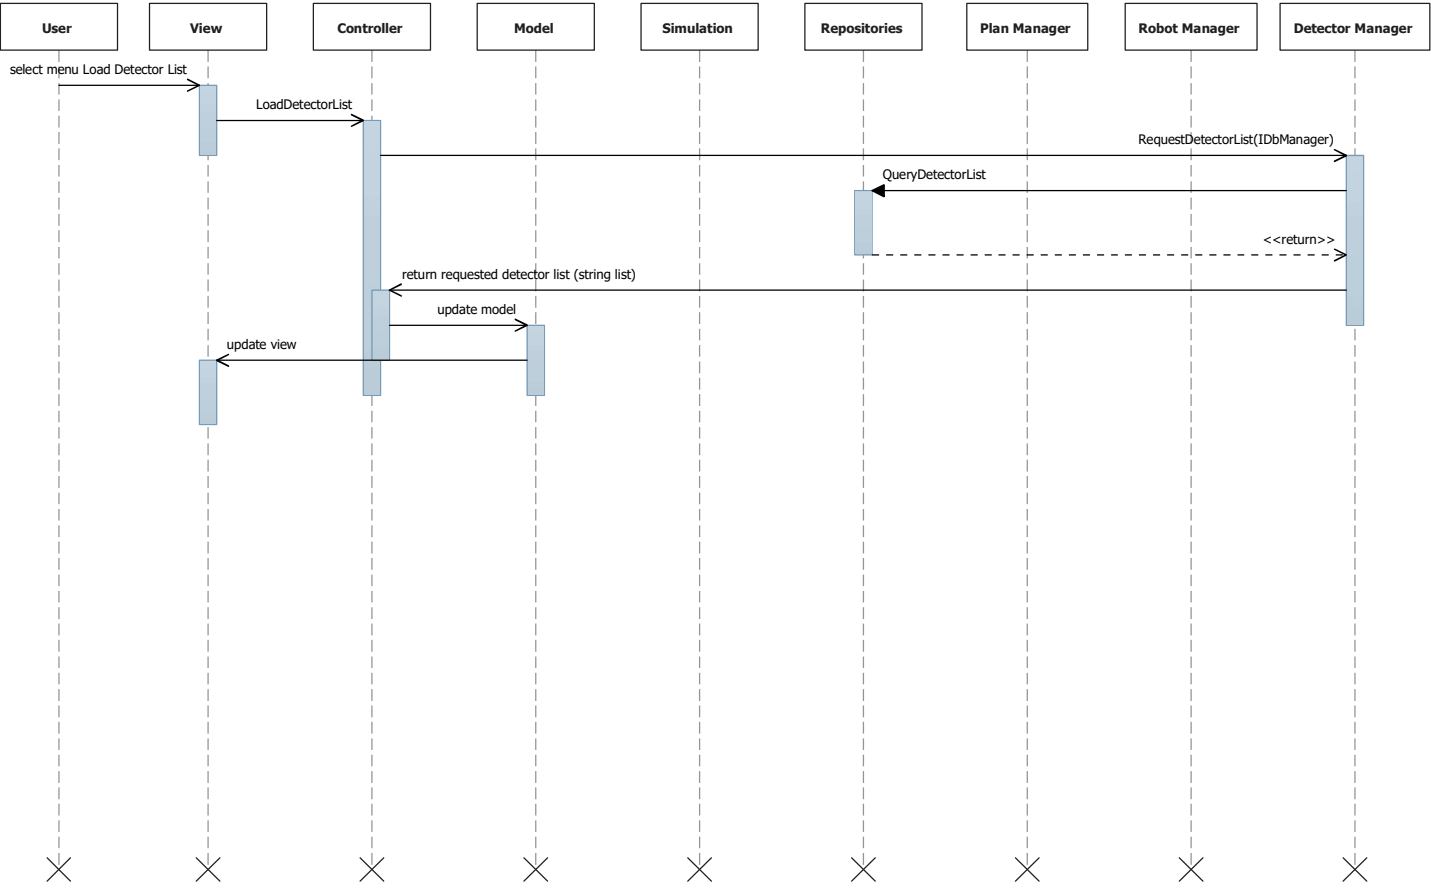 User
View
Controller
Model
Simulation
Repositories
Plan Manager
Robot Manager
Detector Manager
select menu Load Detector List
LoadDetectorList
RequestDetectorList(IDbManager)
QueryDetectorList
<<return>>
return requested detector list (string list)
update model
update view